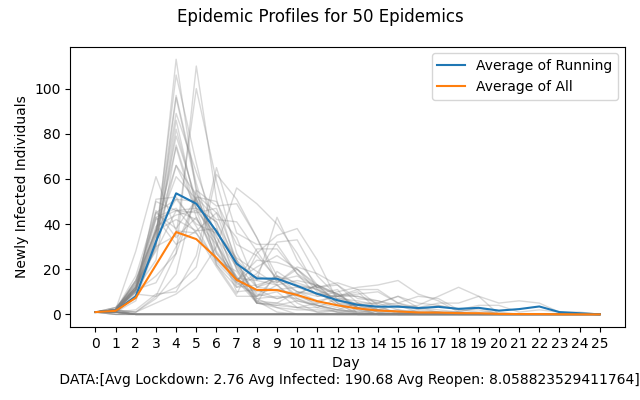 Epidemic Profiles for 50 Epidemics
Average of Running
Average of All
Newly Infected Individuals
100
80
60
40
20
0
0 1 2 3 4 5 6 7 8 9 10 11 12 13 14 15 16 17 18 19 20 21 22 23 24 25
Day
DATA:[Avg Lockdown: 2.76 Avg Infected: 190.68 Avg Reopen: 8.058823529411764]